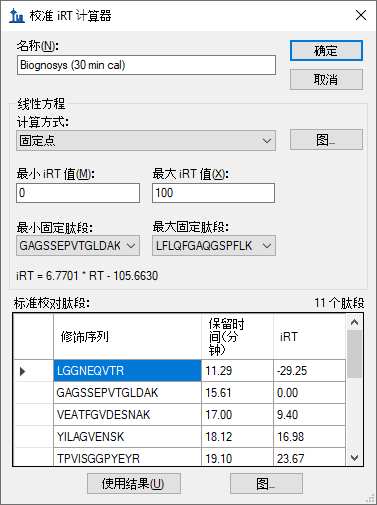 校准 iRT 计算器
名称(N):
Biognosys (30 min cal)
确定
取消
线性方程
计算方式:
固定点
图...
最小 iRT 值(M):
最大 iRT 值(X):
0
100
最小固定肽段:
最大固定肽段:
GAGSSEPVTGLDAK
LFLQFGAQGSPFLK
iRT = 6.7701 * RT - 105.6630
标准校对肽段:
11 个肽段
修饰序列
保留时
间(分
钟)
iRT
LGGNEQVTR 11.29 -29.25
GAGSSEPVTGLDAK 15.61 0.00
VEATFGVDESNAK 17.00 9.40
YILAGVENSK 18.12 16.98
TPVISGGPYEYR 19.10 23.67
使用结果(U)
图...